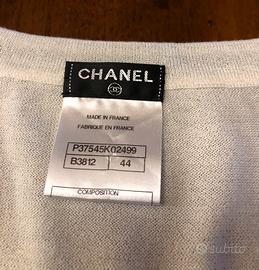 CHANEL
MADE IN FRANCE
FABRIQUE EN FRANCE
P37545K02499
B3812 44
COMPOSITION
subito